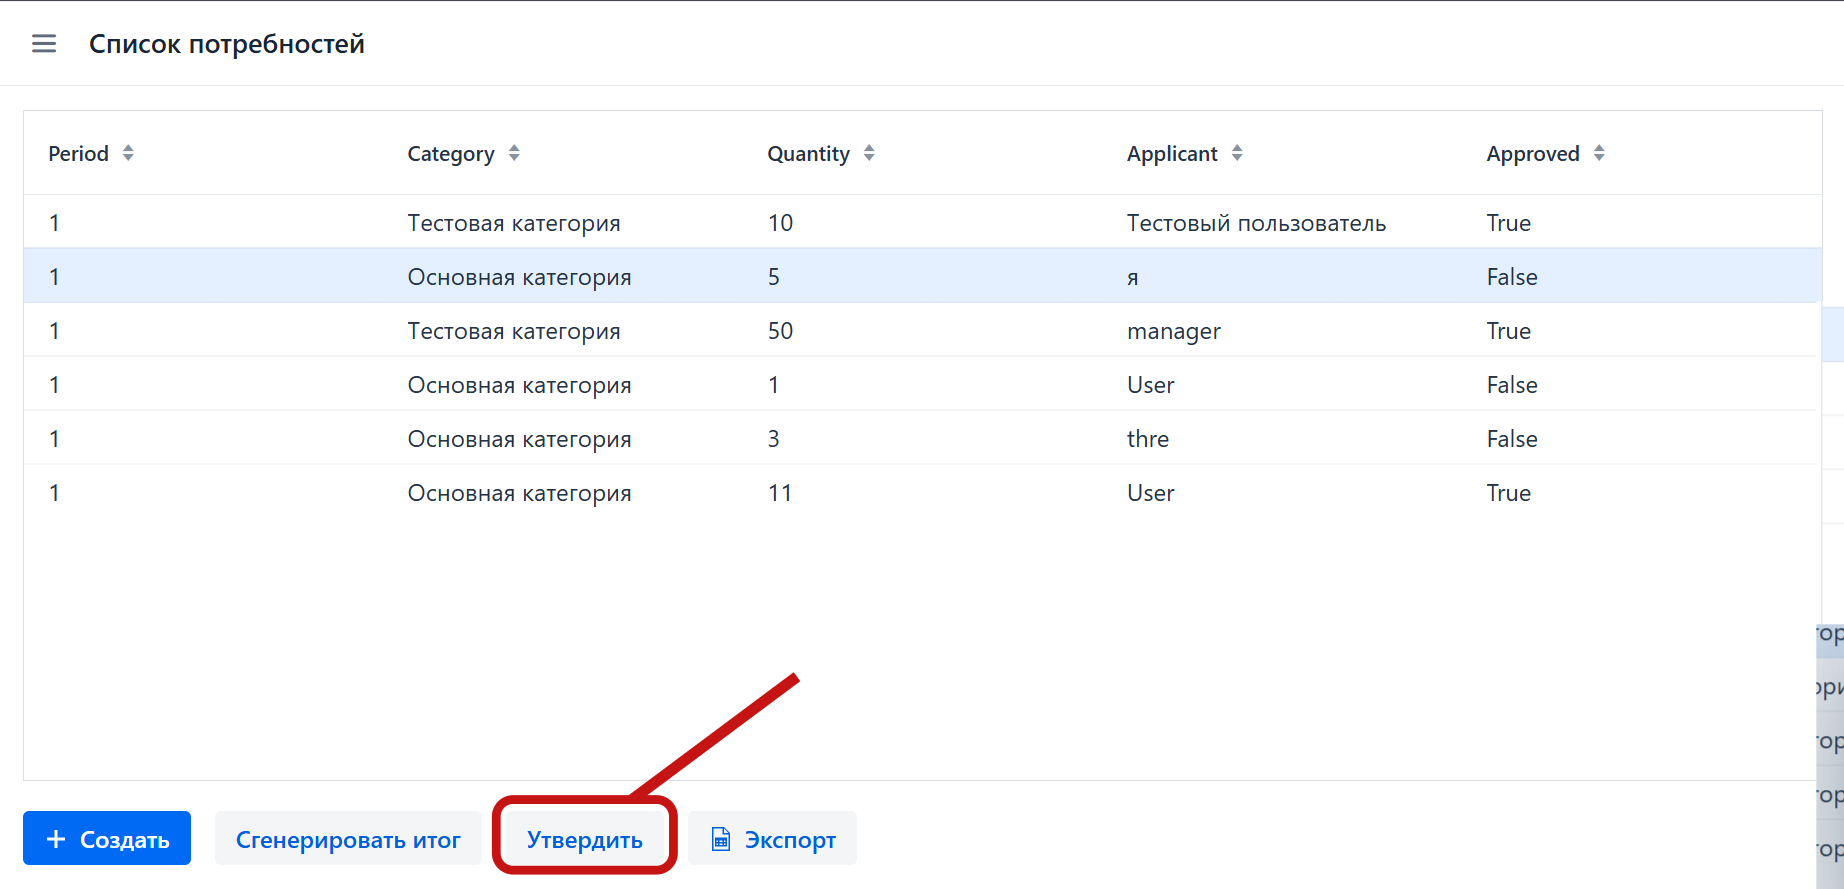 Список потребностей
Period Category Quantity Applicant Approved
1 Тестовая категория 10 Тестовый пользователь True
1 Основная категория 5 я False
1 Тестовая категория 50 manager True
1 Основная категория 1 User False
1 Основная категория 3 thre False
1 Основная категория 11 User True
+ Создать Сгенерировать итог Утвердить Экспорт